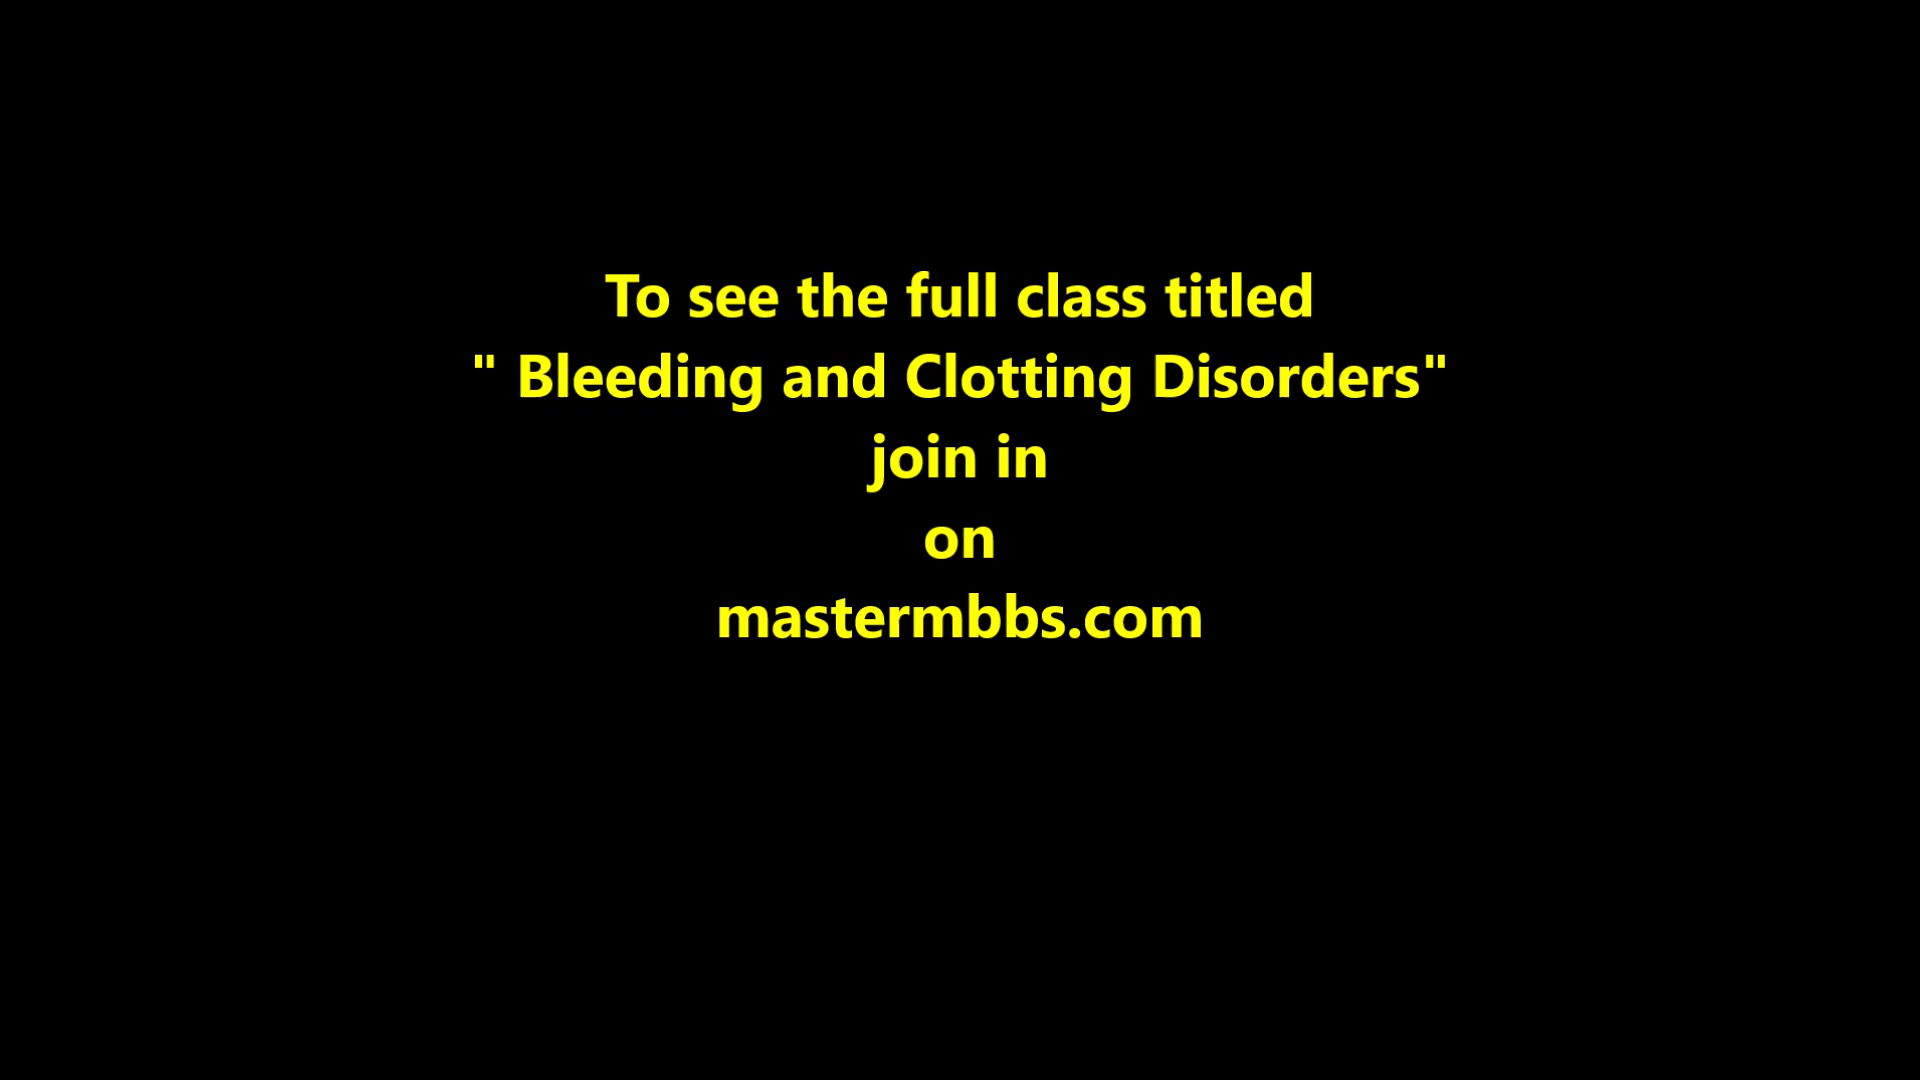 To see the full class titled
" Bleeding and Clotting Disorders"
join in
on
mastermbbs.com